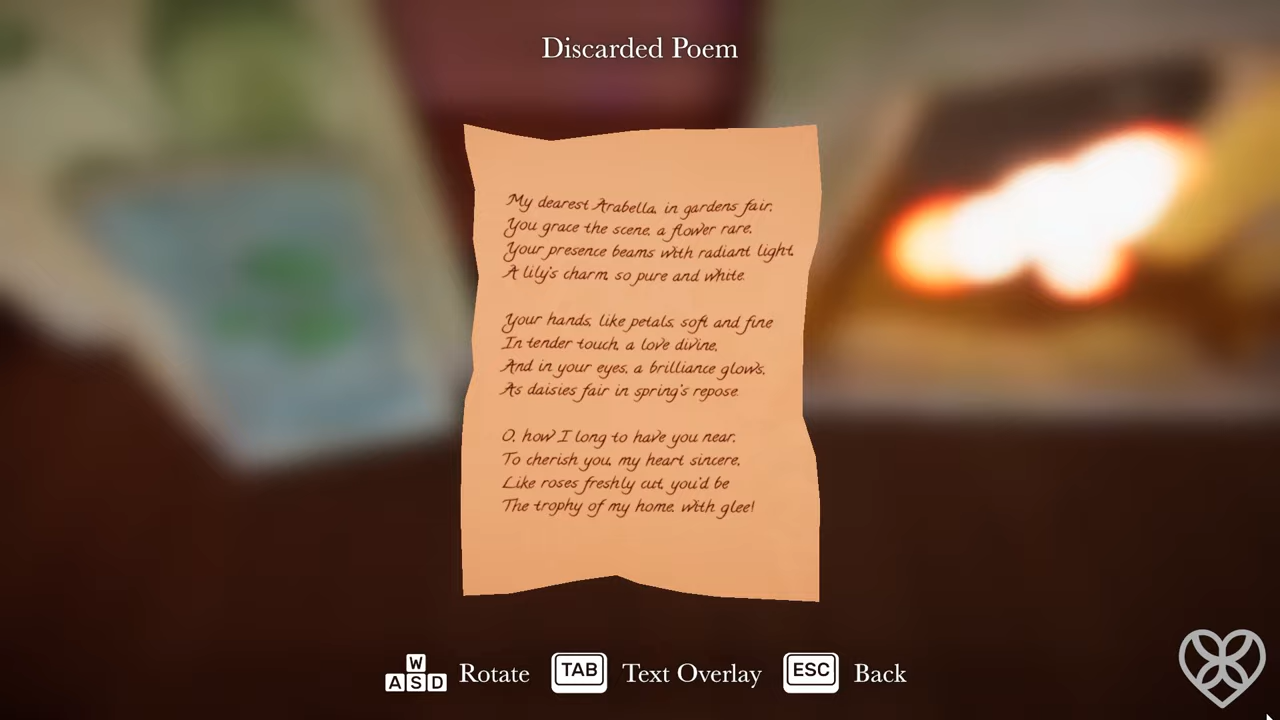 Discarded Poem
My dearest Arabella, in gardens fair,
You grace the scene, a flower rare,
Your presence beams with radiant light,
A lily's charm, so pure and white.
Your hands, like petals, soft and fine
In tender touch, a love divine,
And in your eyes, a brilliance glows,
As daisies fair in spring's repose.
O, how I long to have you near,
To cherish you, my heart sincere,
Like roses freshly cut, you'd be
The trophy of my home, with glee!
W
A S D Rotate TAB Text Overlay ESC Back